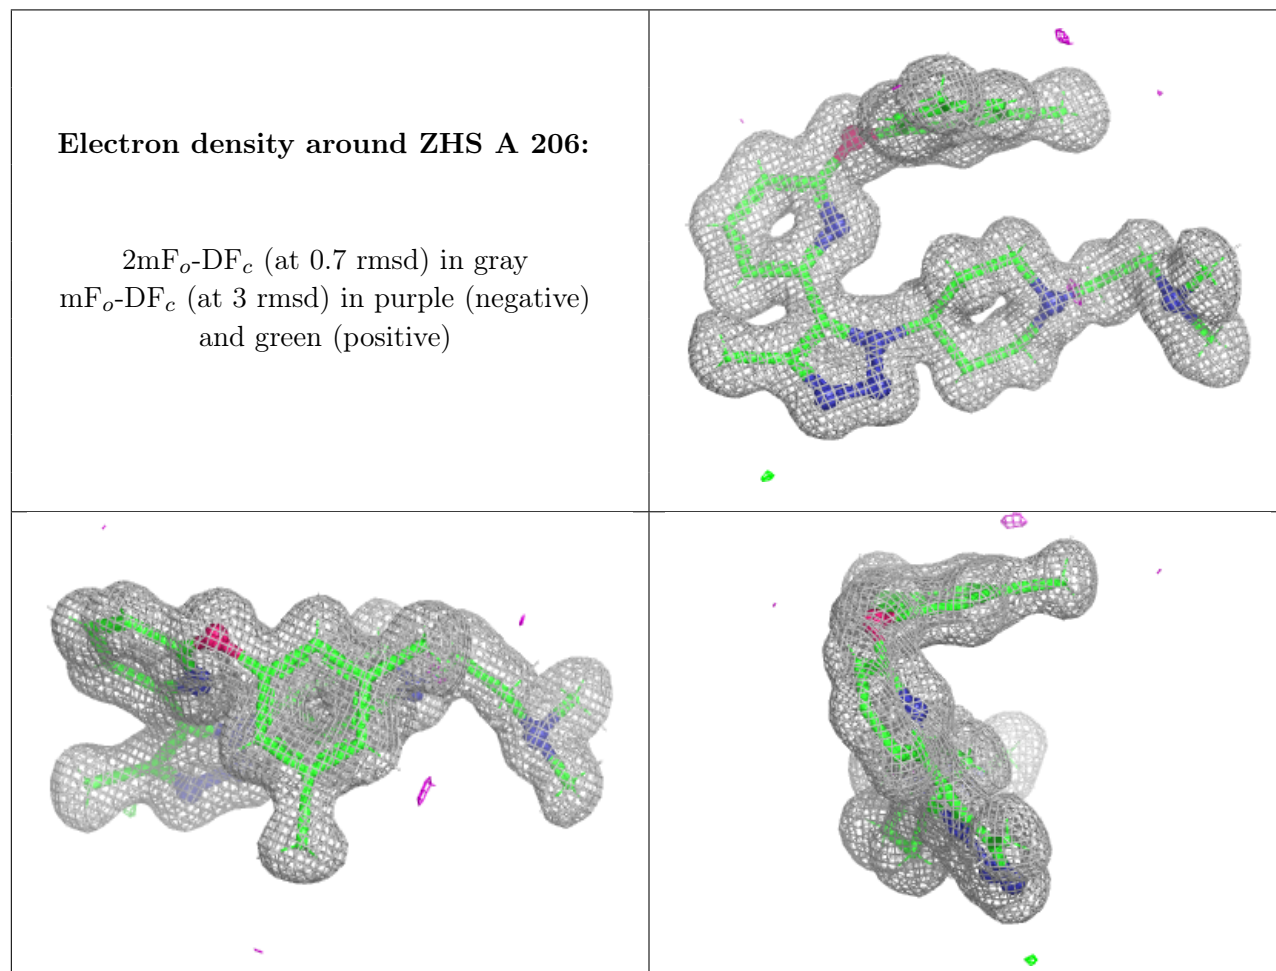 Electron density around ZHS A 206:
2mFo-DFc (at 0.7 rmsd) in gray
mFo-DFc (at 3 rmsd) in purple (negative)
and green (positive)